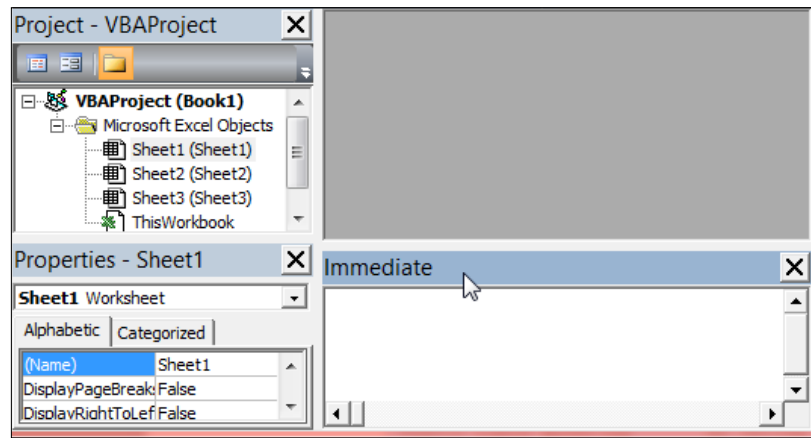 Project - VBAProject
VBAProject (Book1)
Microsoft Excel Objects
Sheet1 (Sheet1)
Sheet2 (Sheet2)
Sheet3 (Sheet3)
ThisWorkbook
Properties - Sheet1
Sheet1 Worksheet
Alphabetic Categorized
(Name) Sheet1
DisplayPageBreaks False
DisplayRightToLef False
Immediate